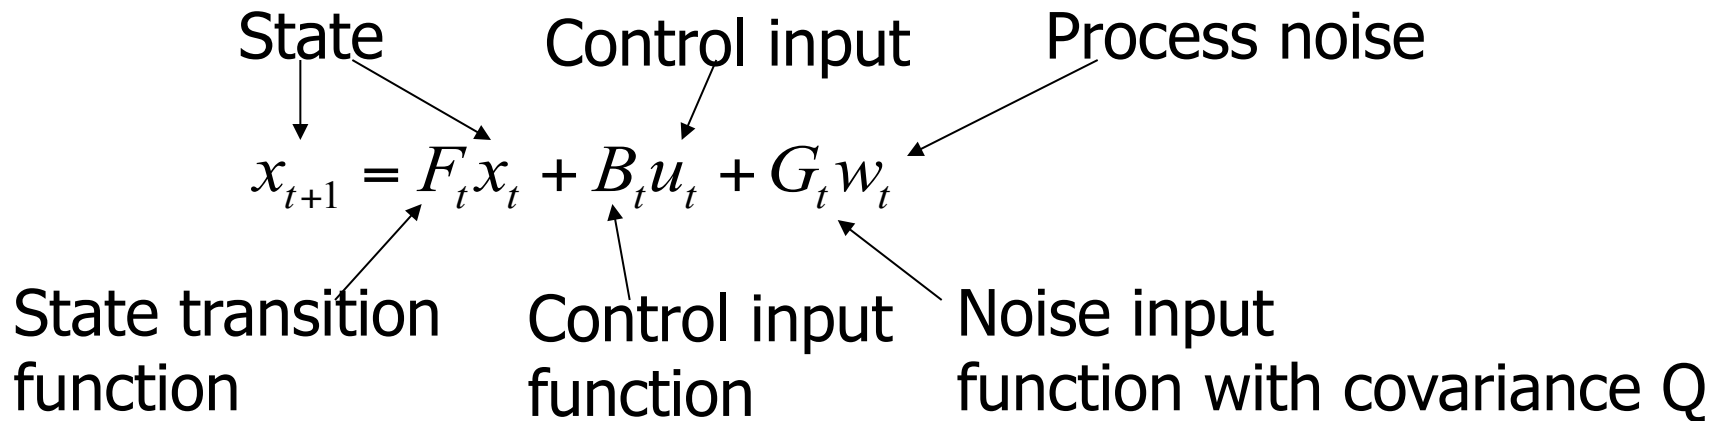 State Control input Process noise
x_{t+1} = F_t x_t + B_t u_t + G_t w_t
State transition
function
Control input
function
Noise input
function with covariance Q